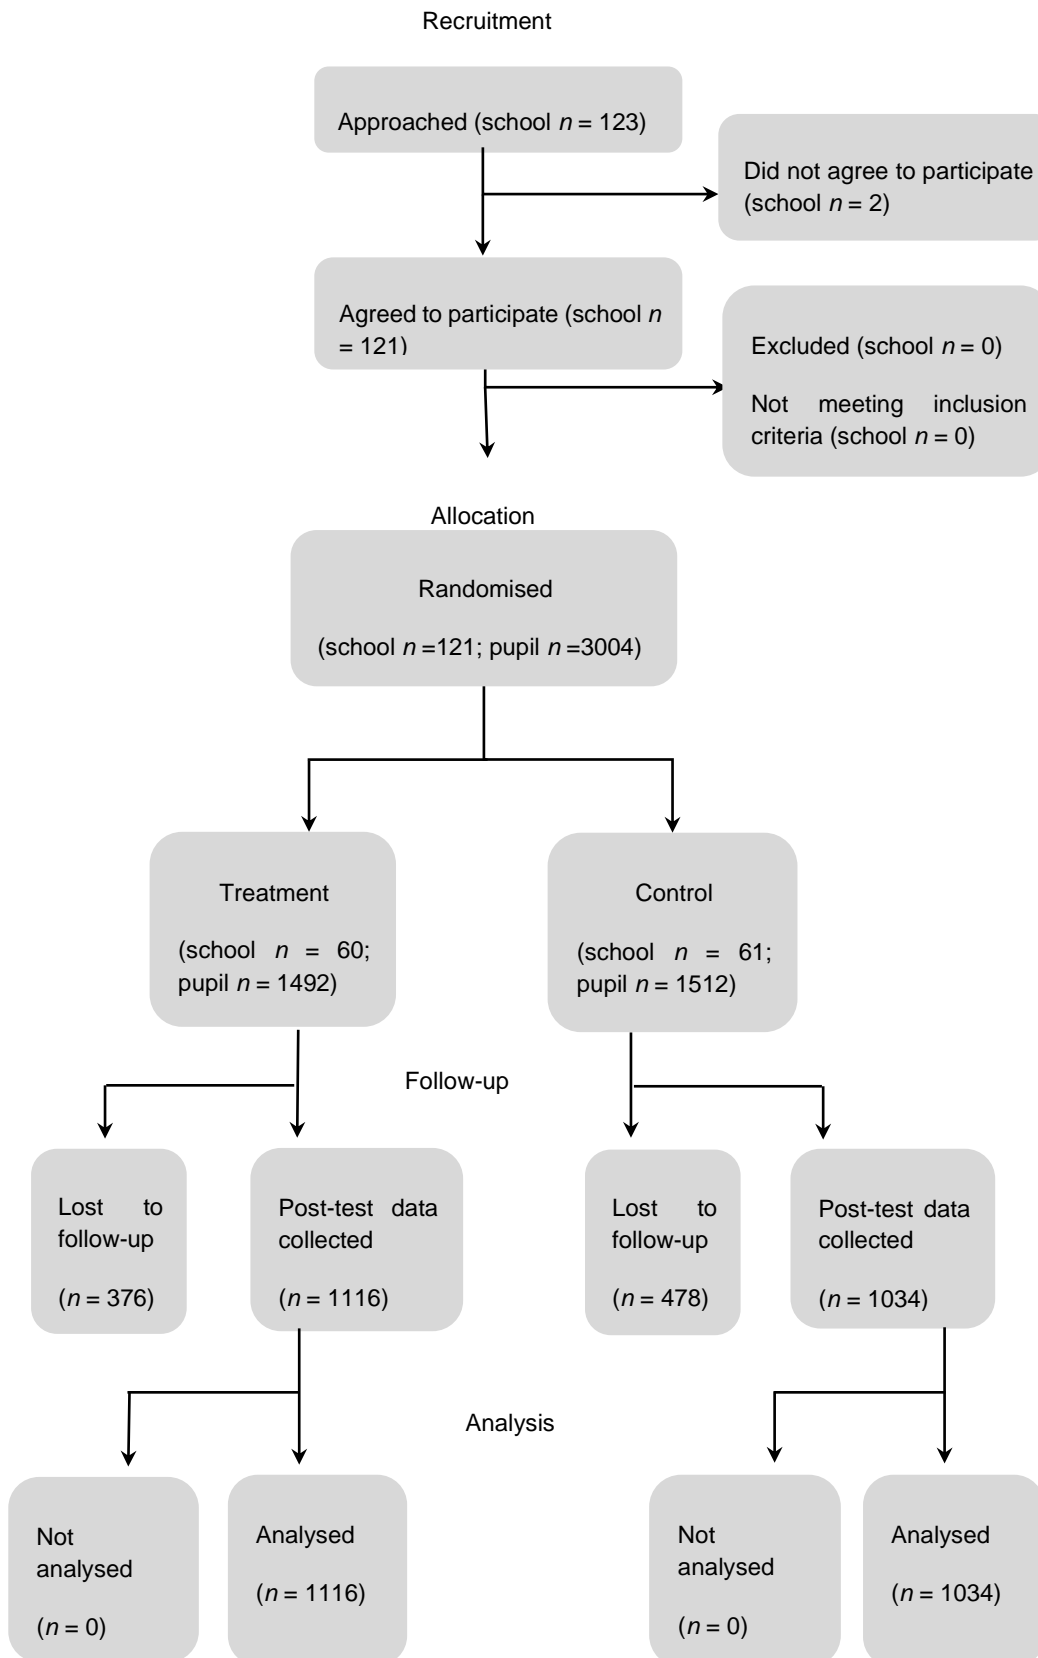 Recruitment
Approached (school n = 123)
Did not agree to participate
(school n = 2)
Agreed to participate (school n
= 121)
Excluded (school n = 0)
Not meeting inclusion
criteria (school n = 0)
Allocation
Randomised
(school n =121; pupil n =3004)
Treatment
(school n = 60;
pupil n = 1492)
Control
(school n = 61;
pupil n = 1512)
Follow-up
Lost to
follow-up
(n = 376)
Post-test data
collected
(n = 1116)
Lost to
follow-up
(n = 478)
Post-test data
collected
(n = 1034)
Analysis
Not
analysed
(n = 0)
Analysed
(n = 1116)
Not
analysed
(n = 0)
Analysed
(n = 1034)